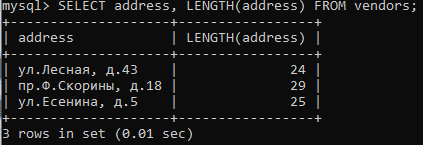 mysql> SELECT address, LENGTH(address) FROM vendors;
+--------------------+-----------------+
| address            | LENGTH(address) |
+--------------------+-----------------+
| ул.Лесная, д.43    |              24 |
| пр.Ф.Скорины, д.18 |              29 |
| ул.Есенина, д.5    |              25 |
+--------------------+-----------------+
3 rows in set (0.01 sec)